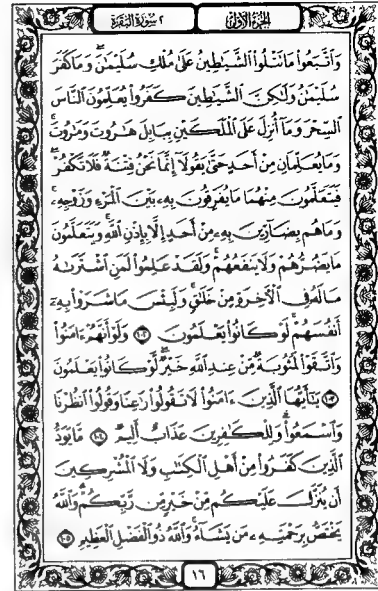 الجزء الأول
٢ سورة البقرة
وَٱتَّبَعُوا۟ مَا تَتْلُوا۟ ٱلشَّيَٰطِينُ عَلَىٰ مُلْكِ سُلَيْمَٰنَ ۖ وَمَا كَفَرَ
سُلَيْمَٰنُ وَلَٰكِنَّ ٱلشَّيَٰطِينَ كَفَرُوا۟ يُعَلِّمُونَ ٱلنَّاسَ
ٱلسِّحْرَ وَمَآ أُنزِلَ عَلَى ٱلْمَلَكَيْنِ بِبَابِلَ هَٰرُوتَ وَمَٰرُوتَ ۚ
وَمَا يُعَلِّمَانِ مِنْ أَحَدٍ حَتَّىٰ يَقُولَآ إِنَّمَا نَحْنُ فِتْنَةٌ فَلَا تَكْفُرْ ۖ
فَيَتَعَلَّمُونَ مِنْهُمَا مَا يُفَرِّقُونَ بِهِۦ بَيْنَ ٱلْمَرْءِ وَزَوْجِهِۦ ۚ
وَمَا هُم بِضَآرِّينَ بِهِۦ مِنْ أَحَدٍ إِلَّا بِإِذْنِ ٱللَّهِ ۚ وَيَتَعَلَّمُونَ
مَا يَضُرُّهُمْ وَلَا يَنفَعُهُمْ ۚ وَلَقَدْ عَلِمُوا۟ لَمَنِ ٱشْتَرَىٰهُ
مَا لَهُۥ فِى ٱلْءَاخِرَةِ مِنْ خَلَٰقٍ ۚ وَلَبِئْسَ مَا شَرَوْا۟ بِهِۦٓ
أَنفُسَهُمْ ۚ لَوْ كَانُوا۟ يَعْلَمُونَ ١٠٢ وَلَوْ أَنَّهُمْ ءَامَنُوا۟
وَٱتَّقَوْا۟ لَمَثُوبَةٌ مِّنْ عِندِ ٱللَّهِ خَيْرٌ ۖ لَّوْ كَانُوا۟ يَعْلَمُونَ
١٠٣ يَٰٓأَيُّهَا ٱلَّذِينَ ءَامَنُوا۟ لَا تَقُولُوا۟ رَٰعِنَا وَقُولُوا۟ ٱنظُرْنَا
وَٱسْمَعُوا۟ ۗ وَلِلْكَٰفِرِينَ عَذَابٌ أَلِيمٌ ١٠٤ مَّا يَوَدُّ
ٱلَّذِينَ كَفَرُوا۟ مِنْ أَهْلِ ٱلْكِتَٰبِ وَلَا ٱلْمُشْرِكِينَ
أَن يُنَزَّلَ عَلَيْكُم مِّنْ خَيْرٍ مِّن رَّبِّكُمْ ۗ وَٱللَّهُ
يَخْتَصُّ بِرَحْمَتِهِۦ مَن يَشَآءُ ۚ وَٱللَّهُ ذُو ٱلْفَضْلِ ٱلْعَظِيمِ ١٠٥
١٦